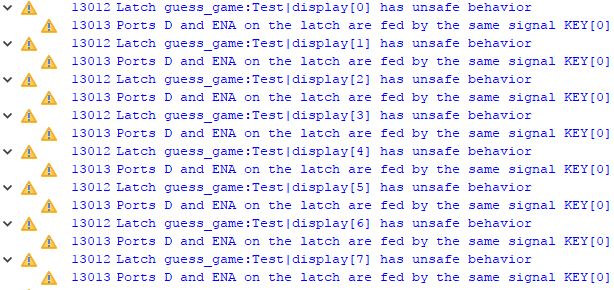 13012 Latch guess_game:Test|display[0] has unsafe behavior
13013 Ports D and ENA on the latch are fed by the same signal KEY[0]
13012 Latch guess_game:Test|display[1] has unsafe behavior
13013 Ports D and ENA on the latch are fed by the same signal KEY[0]
13012 Latch guess_game:Test|display[2] has unsafe behavior
13013 Ports D and ENA on the latch are fed by the same signal KEY[0]
13012 Latch guess_game:Test|display[3] has unsafe behavior
13013 Ports D and ENA on the latch are fed by the same signal KEY[0]
13012 Latch guess_game:Test|display[4] has unsafe behavior
13013 Ports D and ENA on the latch are fed by the same signal KEY[0]
13012 Latch guess_game:Test|display[5] has unsafe behavior
13013 Ports D and ENA on the latch are fed by the same signal KEY[0]
13012 Latch guess_game:Test|display[6] has unsafe behavior
13013 Ports D and ENA on the latch are fed by the same signal KEY[0]
13012 Latch guess_game:Test|display[7] has unsafe behavior
13013 Ports D and ENA on the latch are fed by the same signal KEY[0]